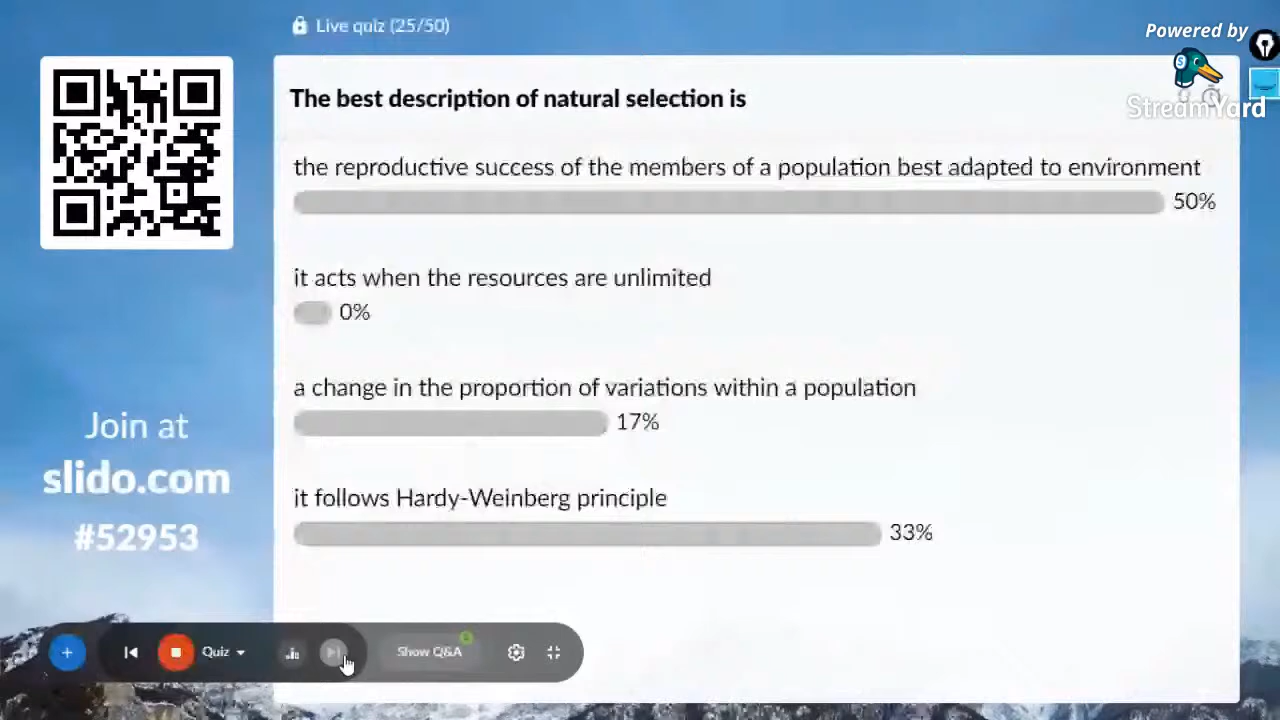 Live quiz (25/50)
Powered by
StreamYard
The best description of natural selection is
the reproductive success of the members of a population best adapted to environment
50%
it acts when the resources are unlimited
0%
a change in the proportion of variations within a population
17%
it follows Hardy-Weinberg principle
33%
Join at
slido.com
#52953
Quiz
Show Q&A